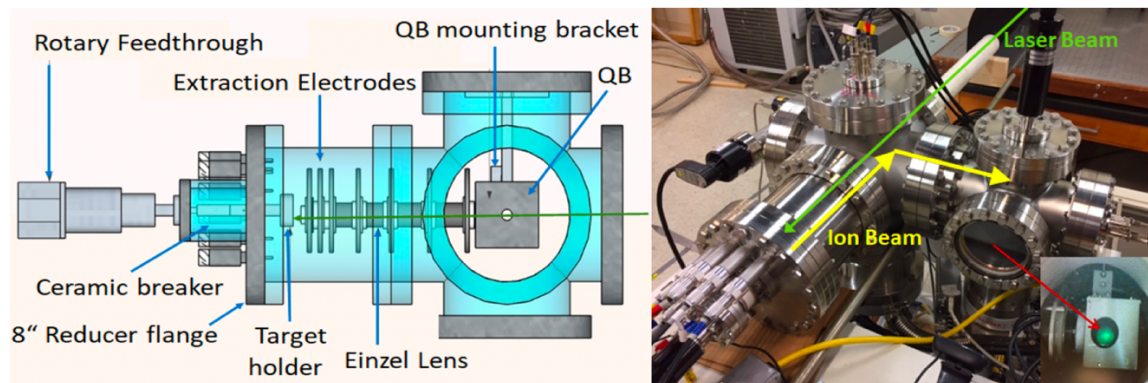 Rotary Feedthrough
QB mounting bracket
Extraction Electrodes
QB
Ceramic breaker
8“ Reducer flange
Target
holder
Einzel Lens
Laser Beam
Ion Beam